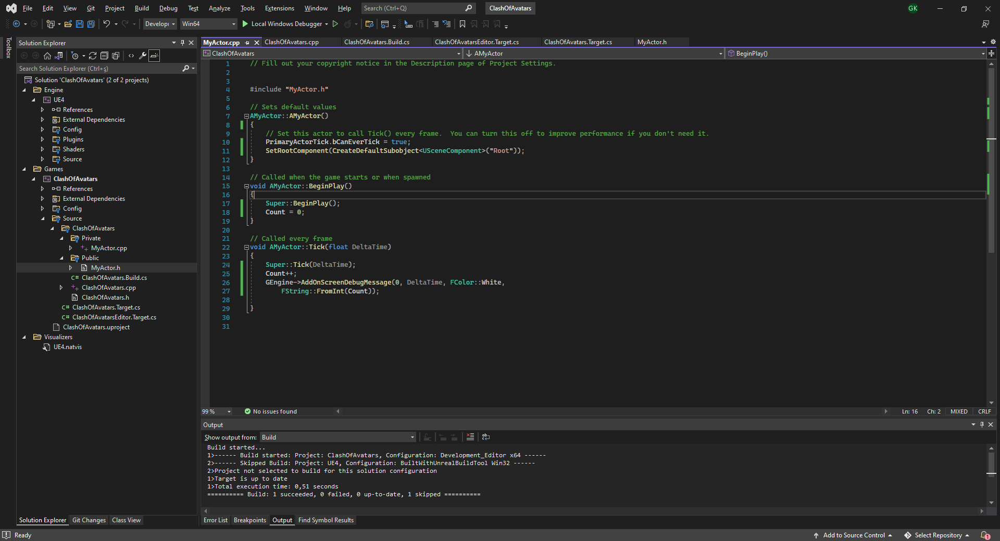 File Edit View Git Project Build Debug Test Analyze Tools Extensions Window Help Search (Ctrl+Q) ClashOfAvatars GK
Develop Win64 Local Windows Debugger
Toolbox
Solution Explorer
Search Solution Explorer (Ctrl+ş)
Solution 'ClashOfAvatars' (2 of 2 projects)
Engine
UE4
References
External Dependencies
Config
Plugins
Shaders
Source
Games
ClashOfAvatars
References
External Dependencies
Config
Source
ClashOfAvatars
Private
MyActor.cpp
Public
MyActor.h
ClashOfAvatars.Build.cs
ClashOfAvatars.cpp
ClashOfAvatars.h
ClashOfAvatars.Target.cs
ClashOfAvatarsEditor.Target.cs
ClashOfAvatars.uproject
Visualizers
UE4.natvis
Solution Explorer Git Changes Class View
MyActor.cpp ClashOfAvatars.cpp ClashOfAvatars.Build.cs ClashOfAvatarsEditor.Target.cs ClashOfAvatars.Target.cs MyActor.h
ClashOfAvatars AMyActor BeginPlay()
1 // Fill out your copyright notice in the Description page of Project Settings.
2
3
4 #include "MyActor.h"
5
6 // Sets default values
7 AMyActor::AMyActor()
8 {
9 // Set this actor to call Tick() every frame.  You can turn this off to improve performance if you don't need it.
10 PrimaryActorTick.bCanEverTick = true;
11 SetRootComponent(CreateDefaultSubobject<USceneComponent>("Root"));
12 }
13
14 // Called when the game starts or when spawned
15 void AMyActor::BeginPlay()
16 {
17 Super::BeginPlay();
18 Count = 0;
19 }
20
21 // Called every frame
22 void AMyActor::Tick(float DeltaTime)
23 {
24 Super::Tick(DeltaTime);
25 Count++;
26 GEngine->AddOnScreenDebugMessage(0, DeltaTime, FColor::White,
27 FString::FromInt(Count));
28
29 }
30
31
99 % No issues found Ln: 16 Ch: 2 MIXED CRLF
Output
Show output from: Build
Build started...
1>------ Build started: Project: ClashOfAvatars, Configuration: Development_Editor x64 ------
2>------ Skipped Build: Project: UE4, Configuration: BuiltWithUnrealBuildTool Win32 ------
2>Project not selected to build for this solution configuration
1>Target is up to date
1>Total execution time: 0,51 seconds
========== Build: 1 succeeded, 0 failed, 0 up-to-date, 1 skipped ==========
Error List Breakpoints Output Find Symbol Results
Ready Add to Source Control Select Repository 1